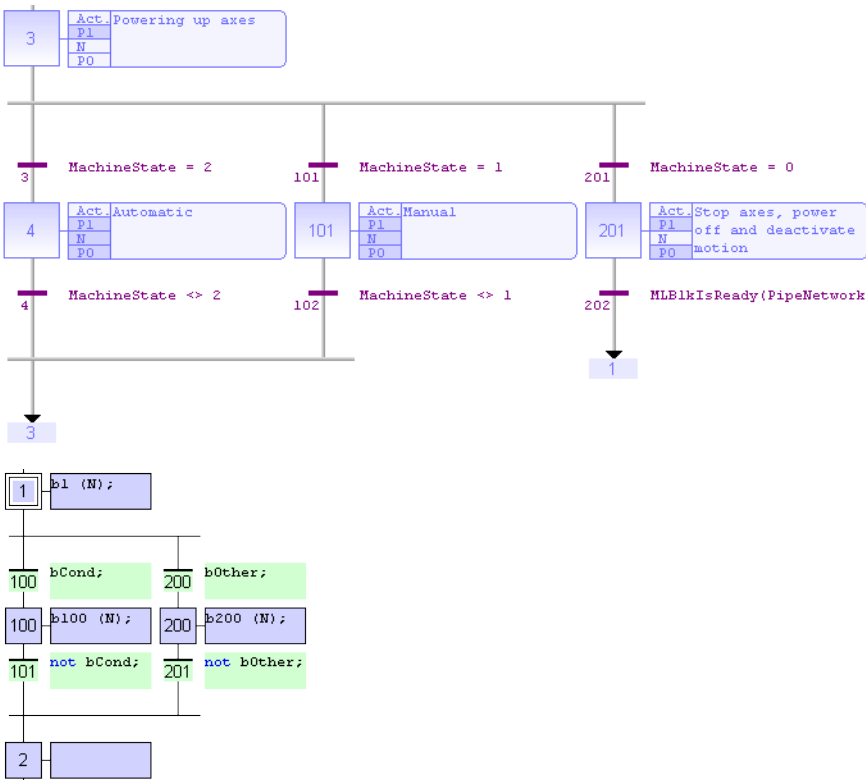 3
Act. Powering up axes
P1
N
P0
3 MachineState = 2
101 MachineState = 1
201 MachineState = 0
4
Act. Automatic
P1
N
P0
101
Act. Manual
P1
N
P0
201
Act. Stop axes, power
P1 off and deactivate
N motion
P0
4 MachineState <> 2
102 MachineState <> 1
202 MLBlkIsReady(PipeNetwork
1
3
1 b1 (N);
100 bCond;
200 bOther;
100 b100 (N);
200 b200 (N);
101 not bCond;
201 not bOther;
2